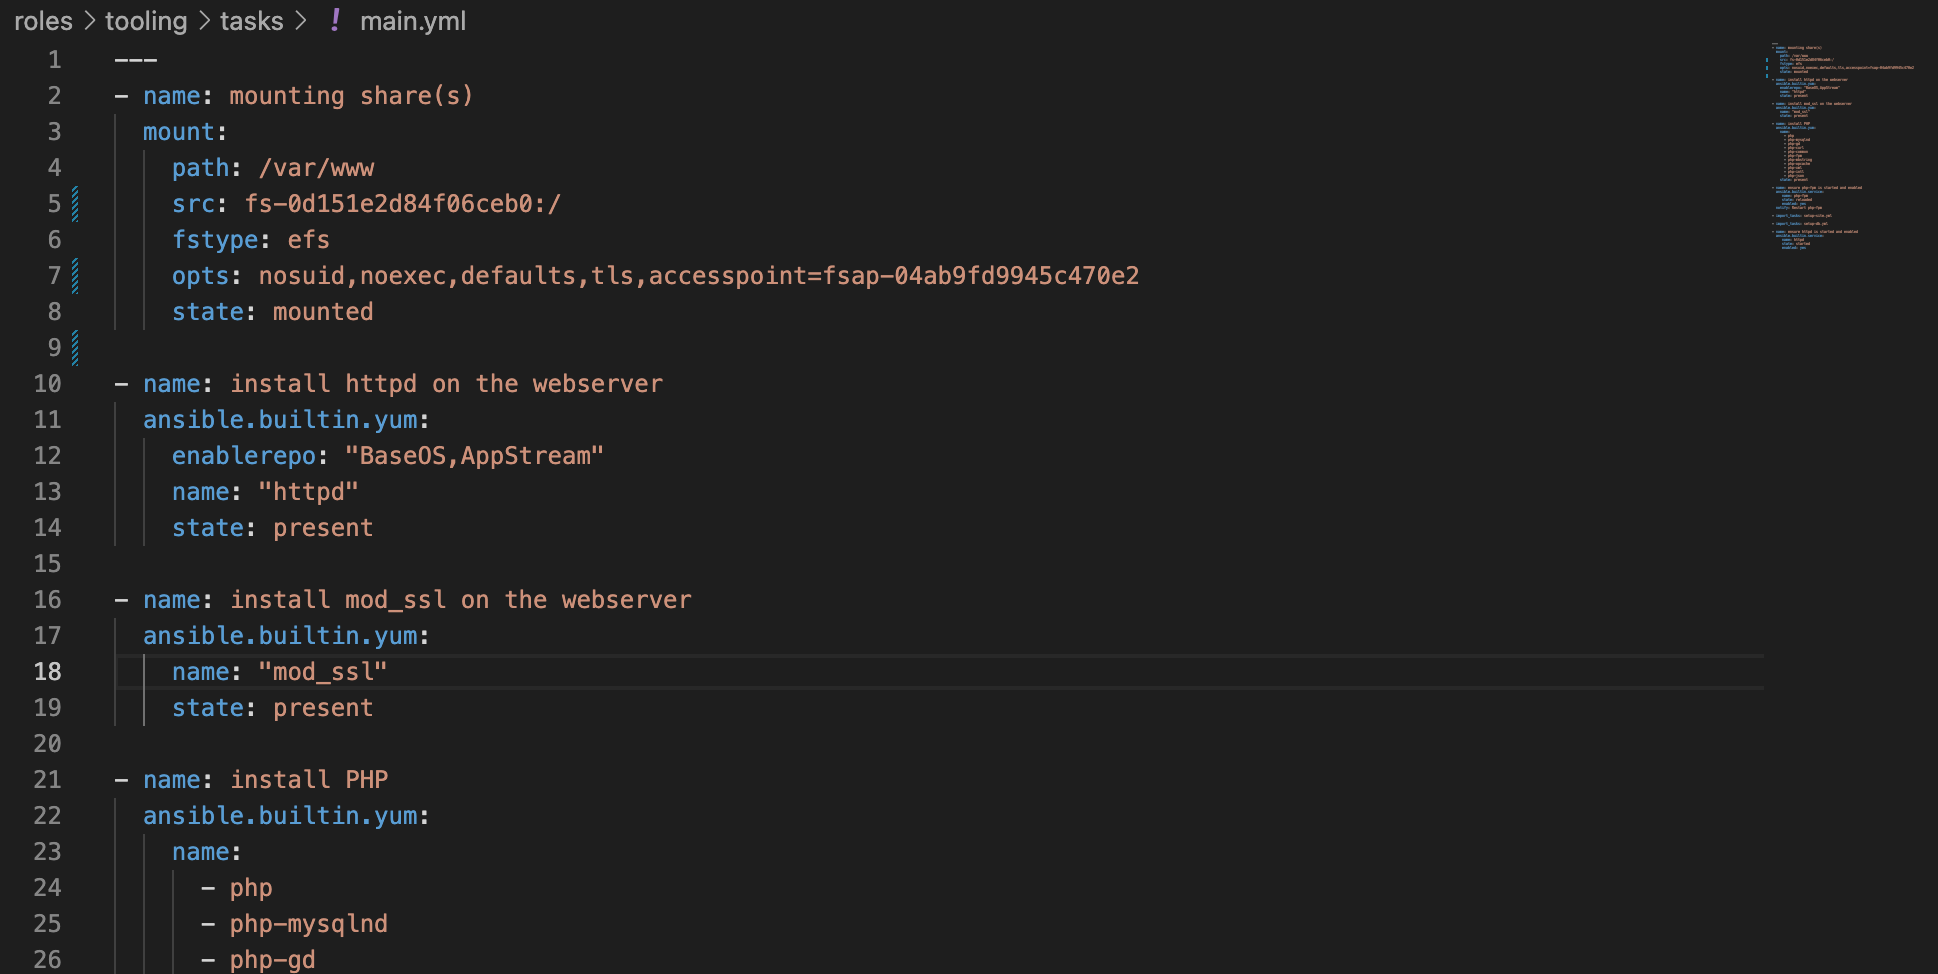 roles > tooling > tasks > ! main.yml
1 ---
2 - name: mounting share(s)
3 mount:
4 path: /var/www
5 src: fs-0d151e2d84f06ceb0:/
6 fstype: efs
7 opts: nosuid,noexec,defaults,tls,accesspoint=fsap-04ab9fd9945c470e2
8 state: mounted
9
10 - name: install httpd on the webserver
11 ansible.builtin.yum:
12 enablerepo: "BaseOS,AppStream"
13 name: "httpd"
14 state: present
15
16 - name: install mod_ssl on the webserver
17 ansible.builtin.yum:
18 name: "mod_ssl"
19 state: present
20
21 - name: install PHP
22 ansible.builtin.yum:
23 name:
24 - php
25 - php-mysqlnd
26 - php-gd